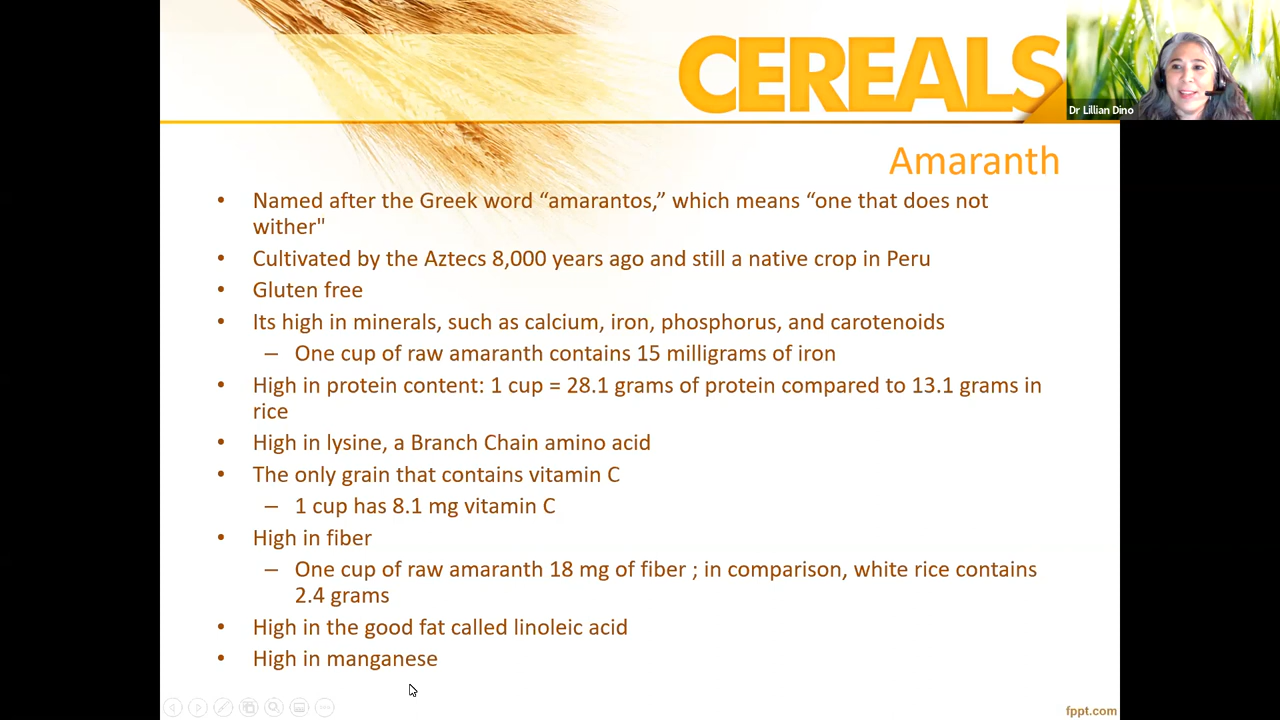 CEREALS
Dr Lillian Dino
Amaranth
• Named after the Greek word “amarantos,” which means “one that does not
wither"
• Cultivated by the Aztecs 8,000 years ago and still a native crop in Peru
• Gluten free
• Its high in minerals, such as calcium, iron, phosphorus, and carotenoids
– One cup of raw amaranth contains 15 milligrams of iron
• High in protein content: 1 cup = 28.1 grams of protein compared to 13.1 grams in
rice
• High in lysine, a Branch Chain amino acid
• The only grain that contains vitamin C
– 1 cup has 8.1 mg vitamin C
• High in fiber
– One cup of raw amaranth 18 mg of fiber ; in comparison, white rice contains
2.4 grams
• High in the good fat called linoleic acid
• High in manganese
fppt.com